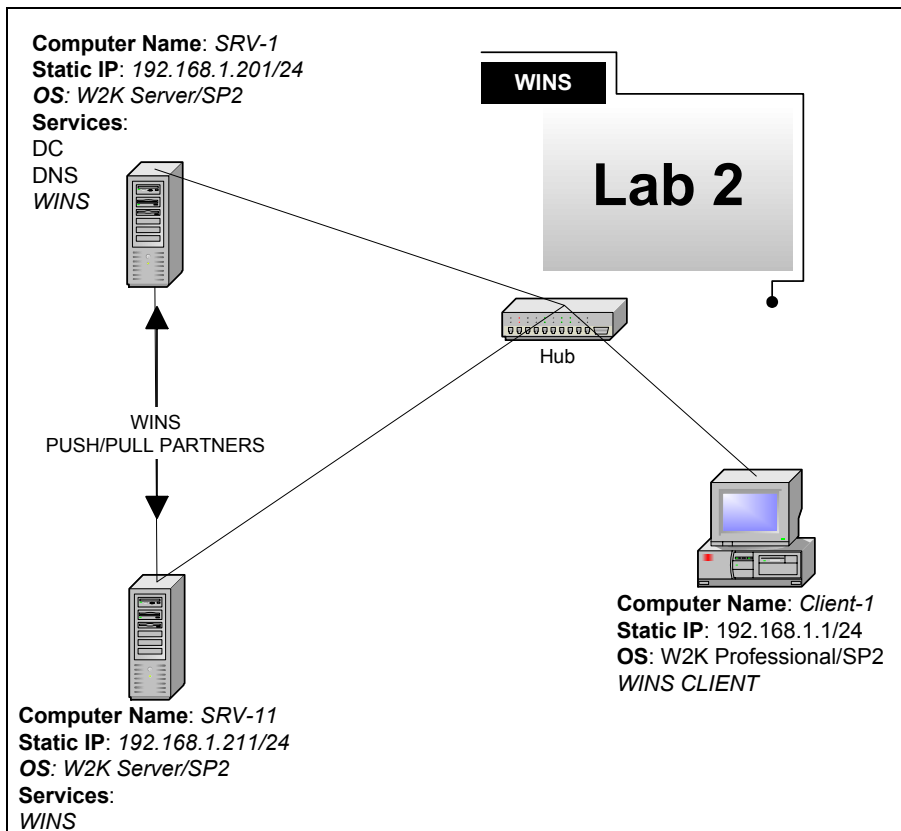 Computer Name: SRV-1
Static IP: 192.168.1.201/24
OS: W2K Server/SP2
Services:
DC
DNS
WINS
WINS
Lab 2
Hub
WINS
PUSH/PULL PARTNERS
Computer Name: Client-1
Static IP: 192.168.1.1/24
OS: W2K Professional/SP2
WINS CLIENT
Computer Name: SRV-11
Static IP: 192.168.1.211/24
OS: W2K Server/SP2
Services:
WINS